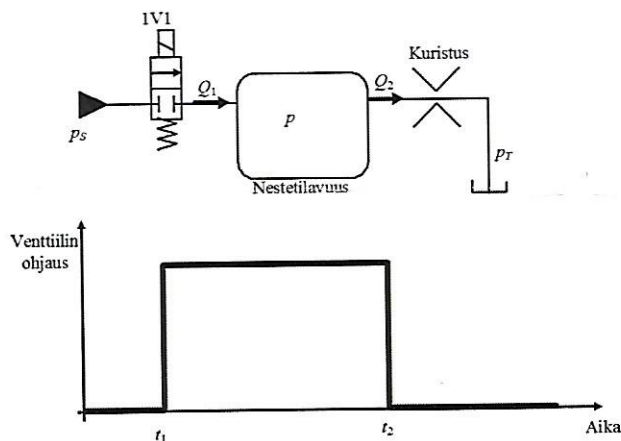 1V1
Kuristus
Q1
Q2
pS
p
pT
Nestetilavuus
Venttiilin
ohjaus
t1
t2
Aika